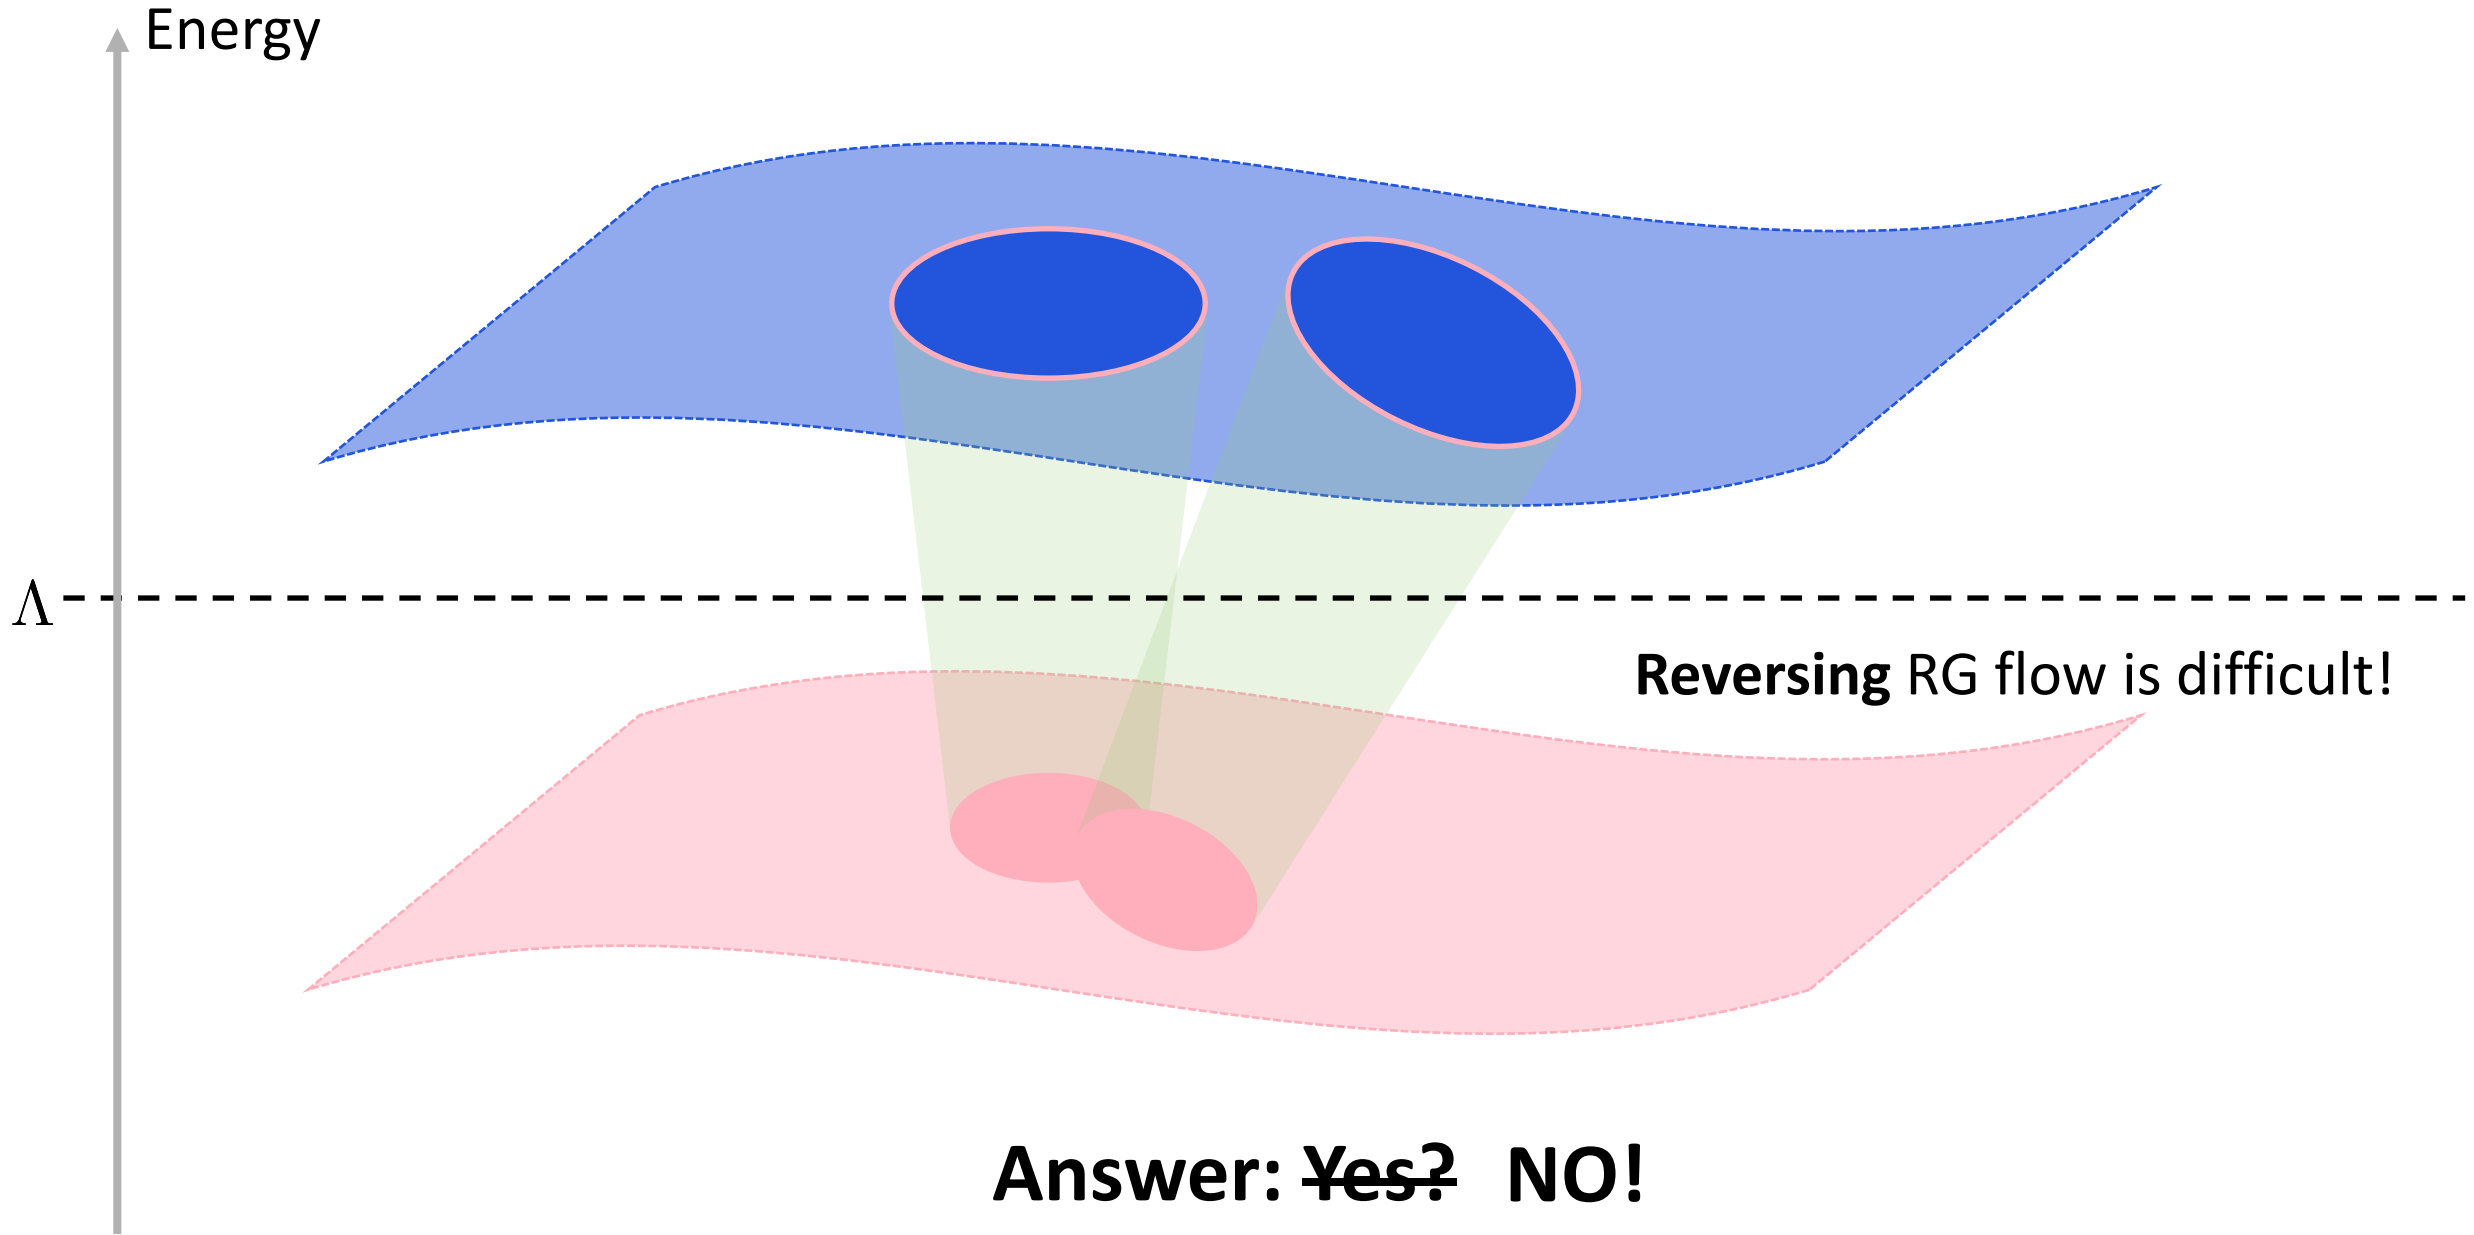 Energy
Λ
Reversing RG flow is difficult!
Answer: Yes? NO!